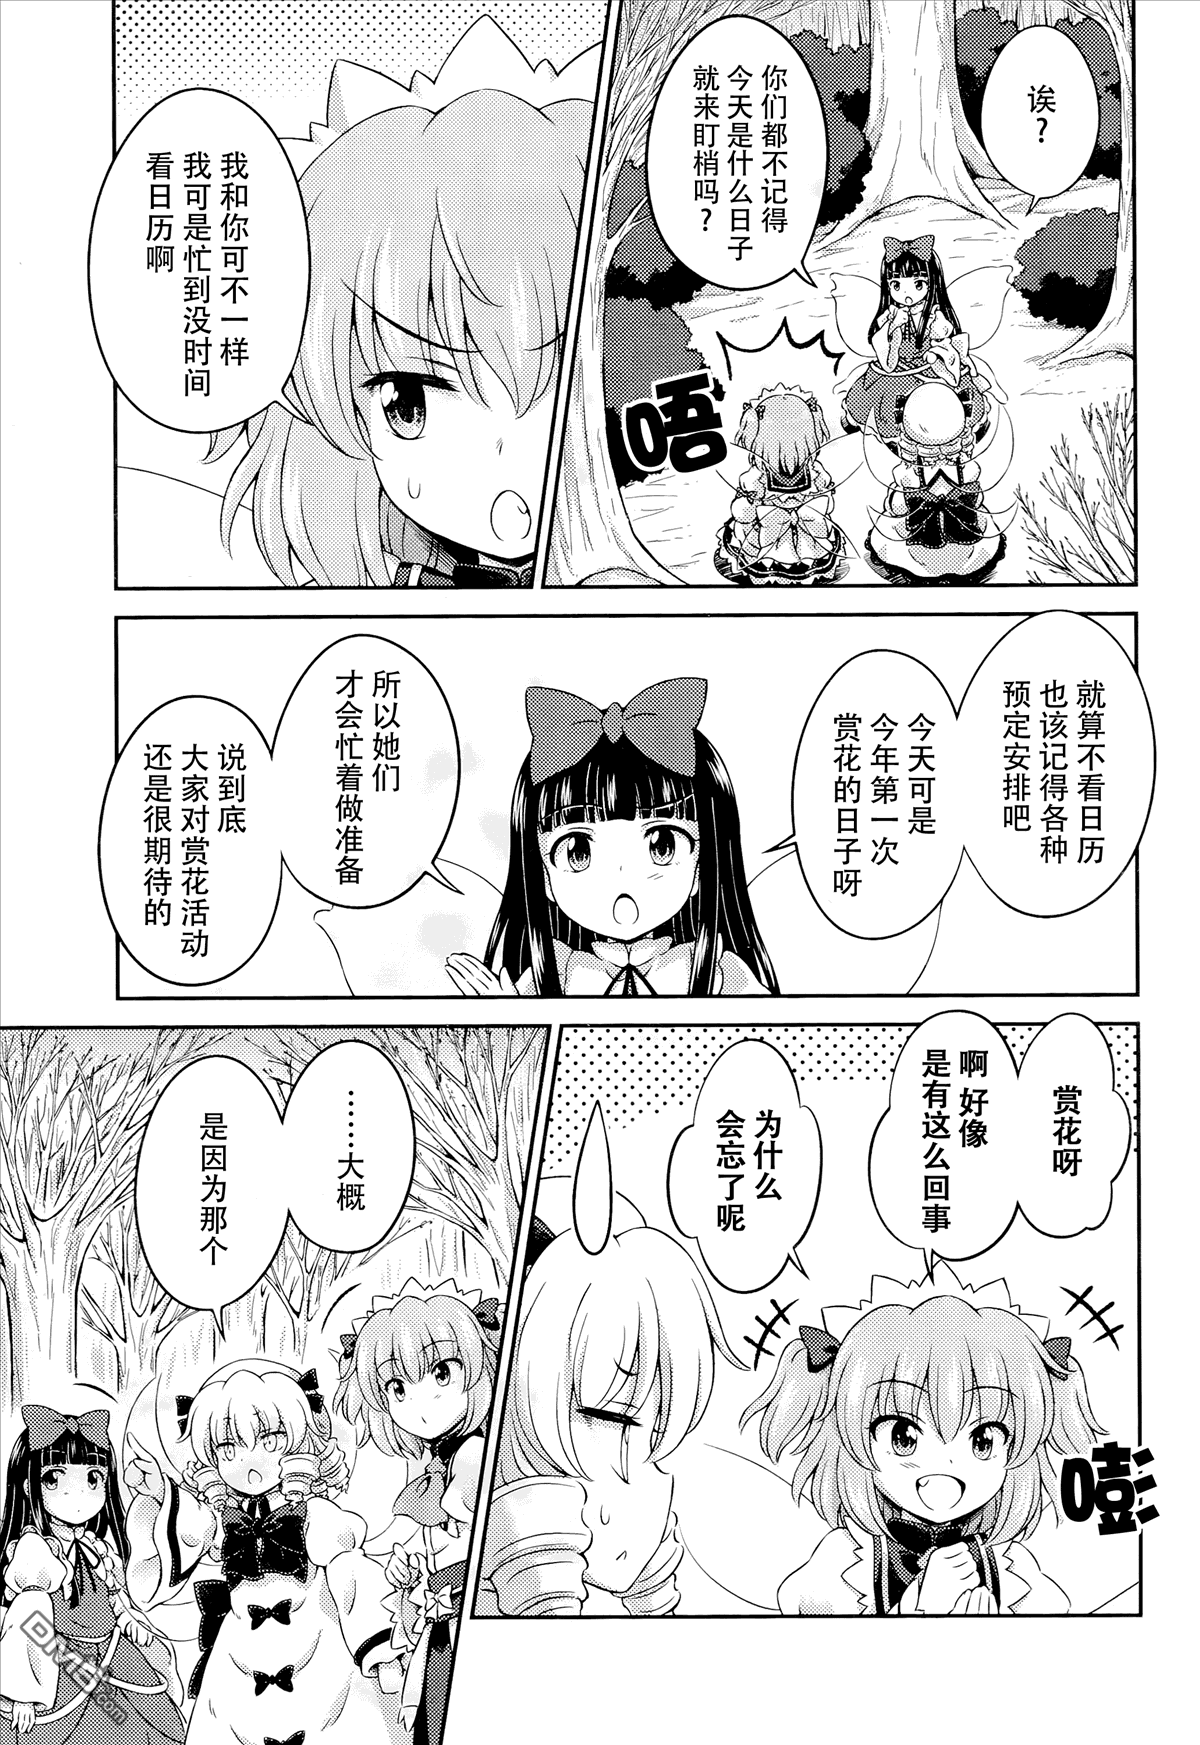 诶?
你们都不记得
今天是什么日子
就来盯梢吗?
唔
我和你可不一样
我可是忙到没时间
看日历啊
就算不看日历
也该记得各种
预定安排吧
今天可是
今年第一次
赏花的日子呀
所以她们
才会忙着做准备
说到底
大家对赏花活动
还是很期待的
赏花呀
啊 好像
是有这么回事
嘭
为什么
会忘了呢
……大概
是因为那个
DM5.com